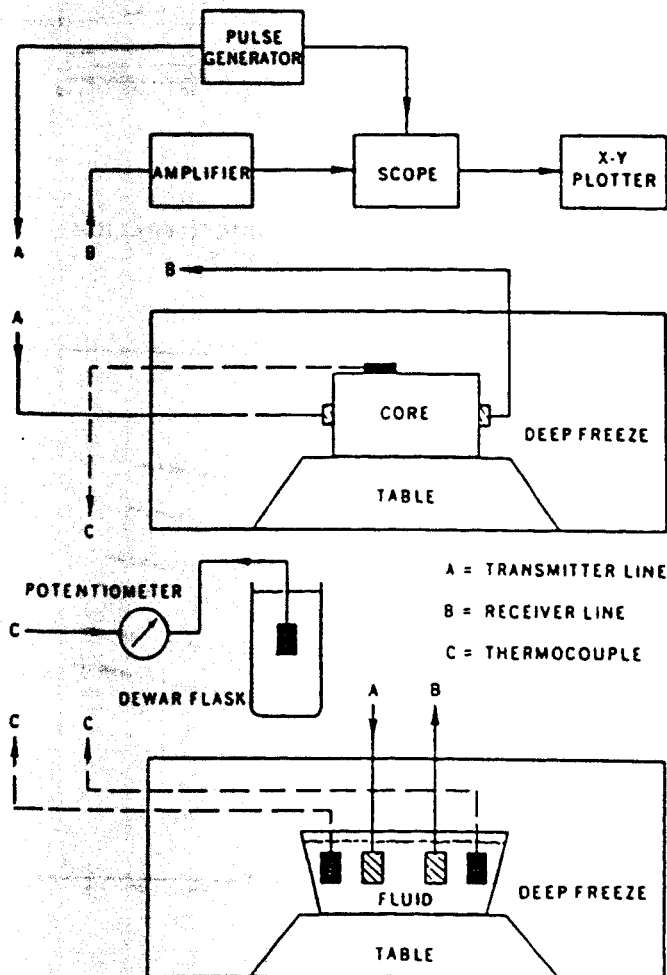 PULSE
GENERATOR
AMPLIFIER
SCOPE
X-Y
PLOTTER
A
B
B
A
CORE
DEEP FREEZE
TABLE
C
A = TRANSMITTER LINE
POTENTIOMETER
B = RECEIVER LINE
C
C = THERMOCOUPLE
DEWAR FLASK
A
B
C
C
FLUID
DEEP FREEZE
TABLE